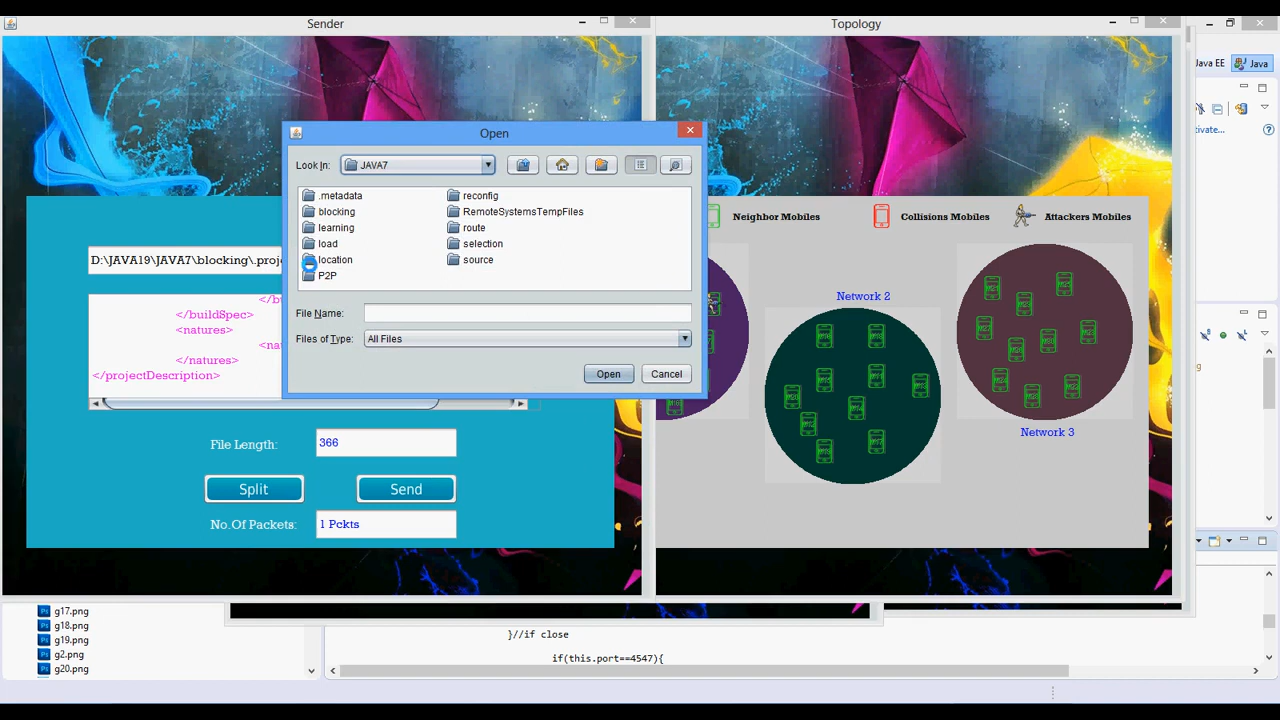 Sender
Topology
Java EE
Java
Open
Look In:
JAVA7
.metadata
blocking
learning
load
location
P2P
reconfig
RemoteSystemsTempFiles
route
selection
source
File Name:
Files of Type:
All Files
Open
Cancel
D:\JAVA19\JAVA7\blocking\.proj
</buildSpec>
<natures>
</natures>
</projectDescription>
File Length:
366
Split
Send
No.Of Packets:
1 Pckts
Neighbor Mobiles
Collisions Mobiles
Attackers Mobiles
Network 2
Network 3
g17.png
g18.png
g19.png
g2.png
g20.png
}//if close
if(this.port==4547){